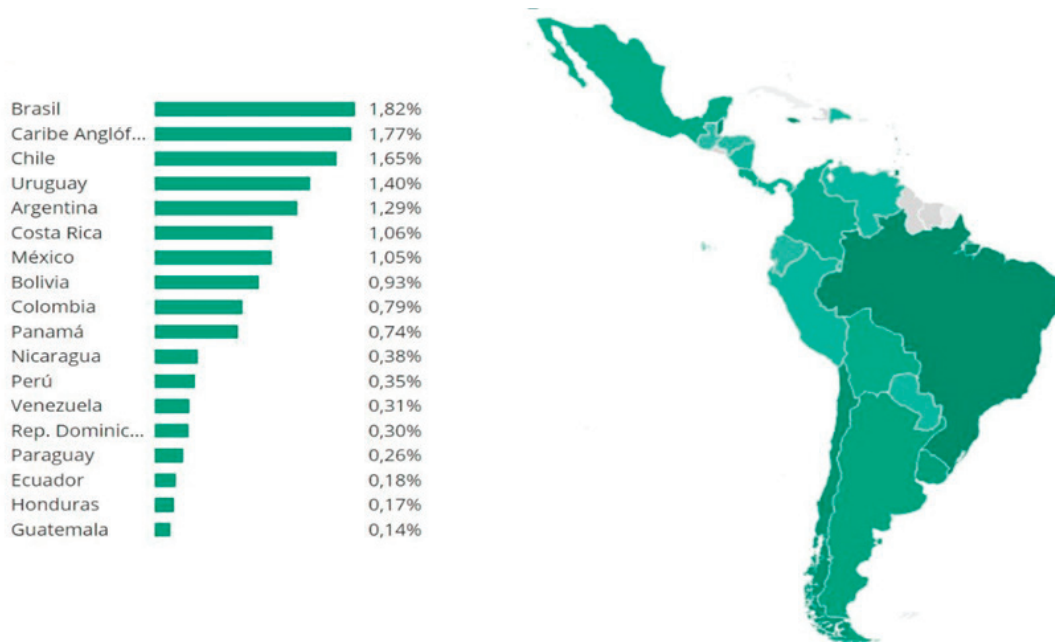 Brasil 1,82%
Caribe Anglóf... 1,77%
Chile 1,65%
Uruguay 1,40%
Argentina 1,29%
Costa Rica 1,06%
México 1,05%
Bolivia 0,93%
Colombia 0,79%
Panamá 0,74%
Nicaragua 0,38%
Perú 0,35%
Venezuela 0,31%
Rep. Dominic... 0,30%
Paraguay 0,26%
Ecuador 0,18%
Honduras 0,17%
Guatemala 0,14%